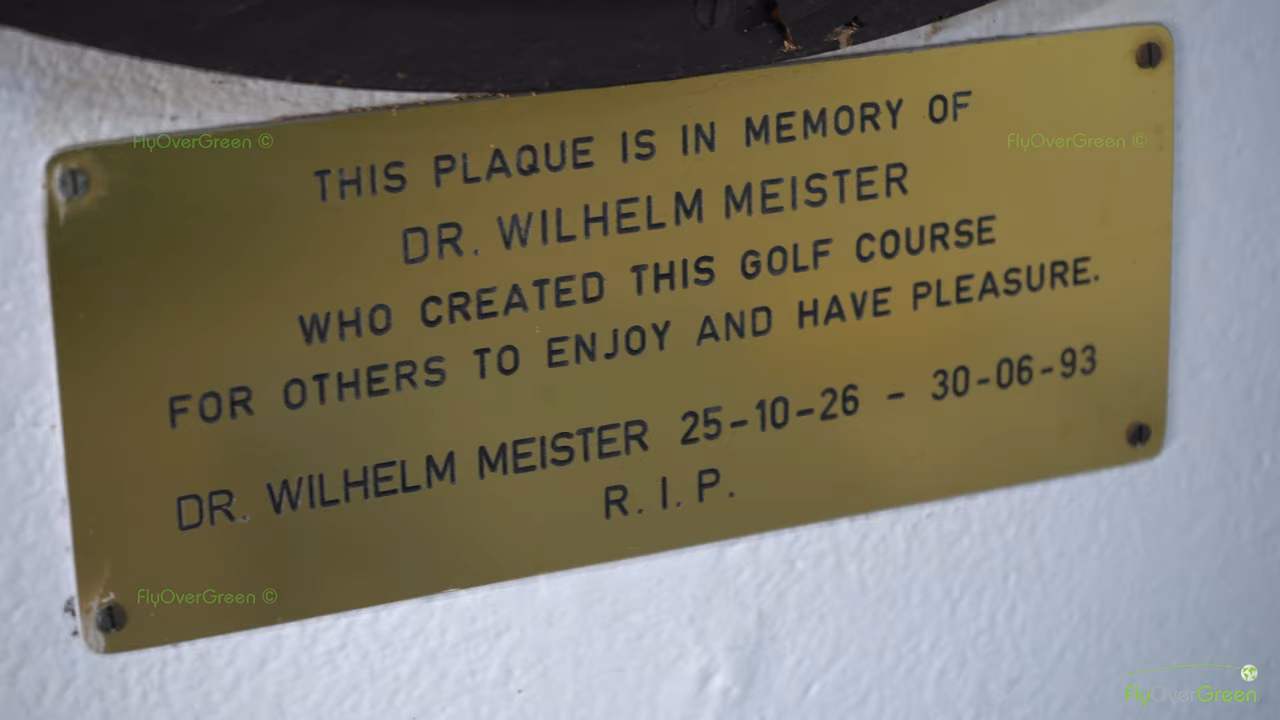 FlyOverGreen ©
FlyOverGreen ©
THIS PLAQUE IS IN MEMORY OF
DR. WILHELM MEISTER
WHO CREATED THIS GOLF COURSE
FOR OTHERS TO ENJOY AND HAVE PLEASURE.
DR. WILHELM MEISTER 25-10-26 - 30-06-93
R. I. P.
FlyOverGreen ©
FlyOverGreen